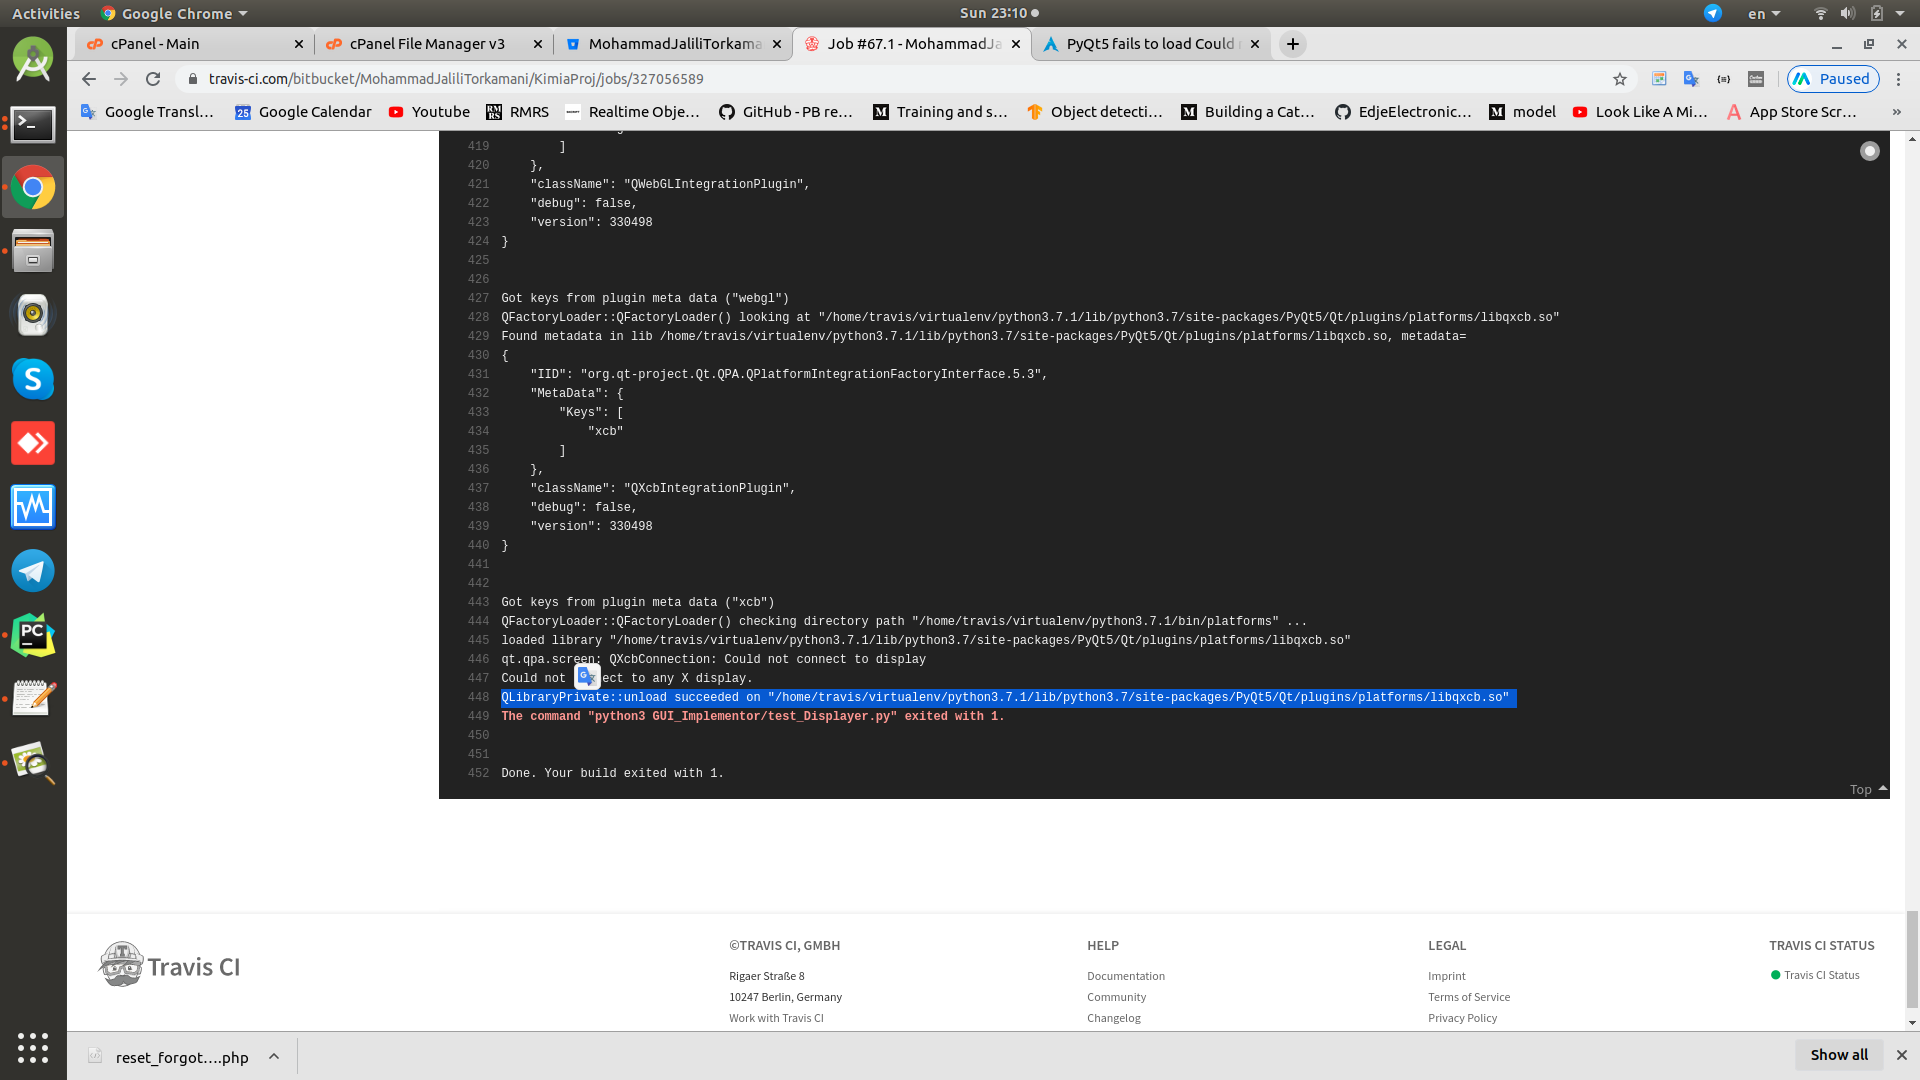 Activities
Google Chrome
Sun 23:10
en
cPanel - Main
cPanel File Manager v3
MohammadJaliliTorkama
Job #67.1 - MohammadJa
PyQt5 fails to load Could
travis-ci.com/bitbucket/MohammadJaliliTorkamani/KimiaProj/jobs/327056589
Paused
Google Transl...
Google Calendar
Youtube
RMRS
Realtime Obje...
GitHub - PB re...
Training and s...
Object detecti...
Building a Cat...
EdjeElectronic...
model
Look Like A Mi...
App Store Scr...
419 ]
420 },
421 "className": "QWebGLIntegrationPlugin",
422 "debug": false,
423 "version": 330498
424 }
425
426
427 Got keys from plugin meta data ("webgl")
428 QFactoryLoader::QFactoryLoader() looking at "/home/travis/virtualenv/python3.7.1/lib/python3.7/site-packages/PyQt5/Qt/plugins/platforms/libqxcb.so"
429 Found metadata in lib /home/travis/virtualenv/python3.7.1/lib/python3.7/site-packages/PyQt5/Qt/plugins/platforms/libqxcb.so, metadata=
430 {
431 "IID": "org.qt-project.Qt.QPA.QPlatformIntegrationFactoryInterface.5.3",
432 "MetaData": {
433 "Keys": [
434 "xcb"
435 ]
436 },
437 "className": "QXcbIntegrationPlugin",
438 "debug": false,
439 "version": 330498
440 }
441
442
443 Got keys from plugin meta data ("xcb")
444 QFactoryLoader::QFactoryLoader() checking directory path "/home/travis/virtualenv/python3.7.1/bin/platforms" ...
445 loaded library "/home/travis/virtualenv/python3.7.1/lib/python3.7/site-packages/PyQt5/Qt/plugins/platforms/libqxcb.so"
446 qt.qpa.screen: QXcbConnection: Could not connect to display
447 Could not ect to any X display.
448 QLibraryPrivate::unload succeeded on "/home/travis/virtualenv/python3.7.1/lib/python3.7/site-packages/PyQt5/Qt/plugins/platforms/libqxcb.so"
449 The command "python3 GUI_Implementor/test_Displayer.py" exited with 1.
450
451
452 Done. Your build exited with 1.
Top
Travis CI
©TRAVIS CI, GMBH
Rigaer Straße 8
10247 Berlin, Germany
Work with Travis CI
HELP
Documentation
Community
Changelog
LEGAL
Imprint
Terms of Service
Privacy Policy
TRAVIS CI STATUS
Travis CI Status
reset_forgot....php
Show all